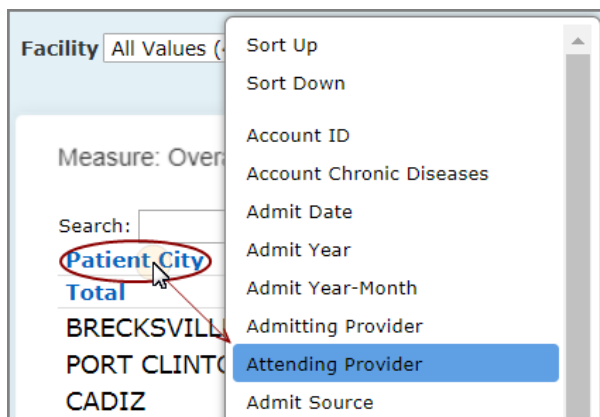 Facility All Values (
Measure: Overa
Search:
Patient City
Total
BRECKSVILL
PORT CLINTO
CADIZ
Sort Up
Sort Down
Account ID
Account Chronic Diseases
Admit Date
Admit Year
Admit Year-Month
Admitting Provider
Attending Provider
Admit Source